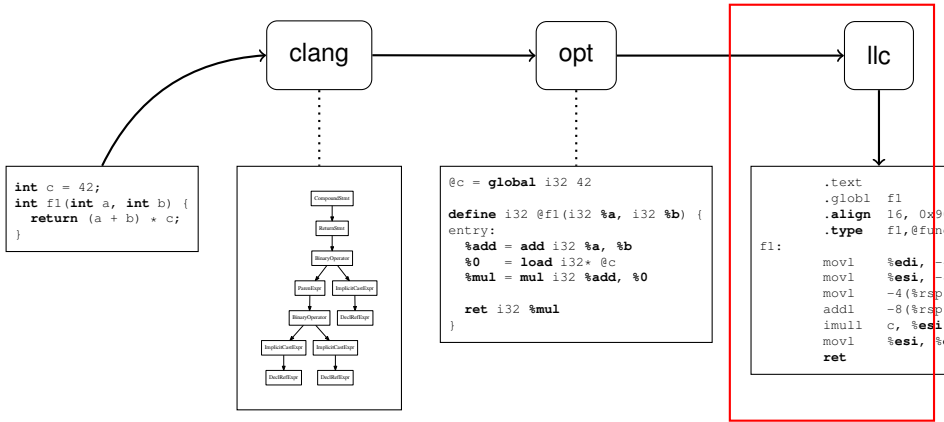 clang
opt
llc
int c = 42;
int f1(int a, int b) {
return (a + b) * c;
}
CompoundStmt
ReturnStmt
BinaryOperator
ParenExpr
ImplicitCastExpr
BinaryOperator
DeclRefExpr
ImplicitCastExpr
ImplicitCastExpr
DeclRefExpr
DeclRefExpr
@c = global i32 42
define i32 @f1(i32 %a, i32 %b) {
entry:
%add = add i32 %a, %b
%0 = load i32* @c
%mul = mul i32 %add, %0
ret i32 %mul
}
.text
.globl f1
.align 16, 0x9
.type f1,@func
f1:
movl %edi, -
movl %esi, -
movl -4(%rsp
addl -8(%rsp
imull c, %esi
movl %esi, %
ret